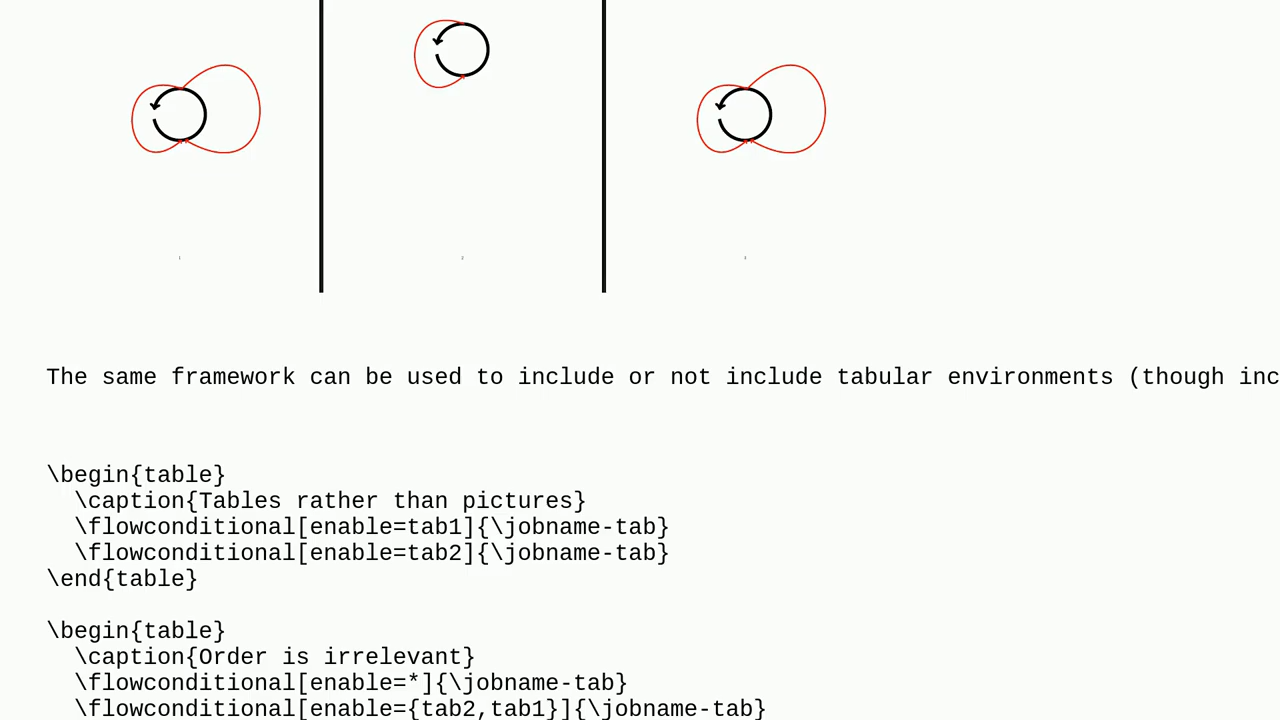 The same framework can be used to include or not include tabular environments (though inc
\begin{table}
  \caption{Tables rather than pictures}
  \flowconditional[enable=tab1]{\jobname-tab}
  \flowconditional[enable=tab2]{\jobname-tab}
\end{table}
\begin{table}
  \caption{Order is irrelevant}
  \flowconditional[enable=*]{\jobname-tab}
  \flowconditional[enable={tab2,tab1}]{\jobname-tab}